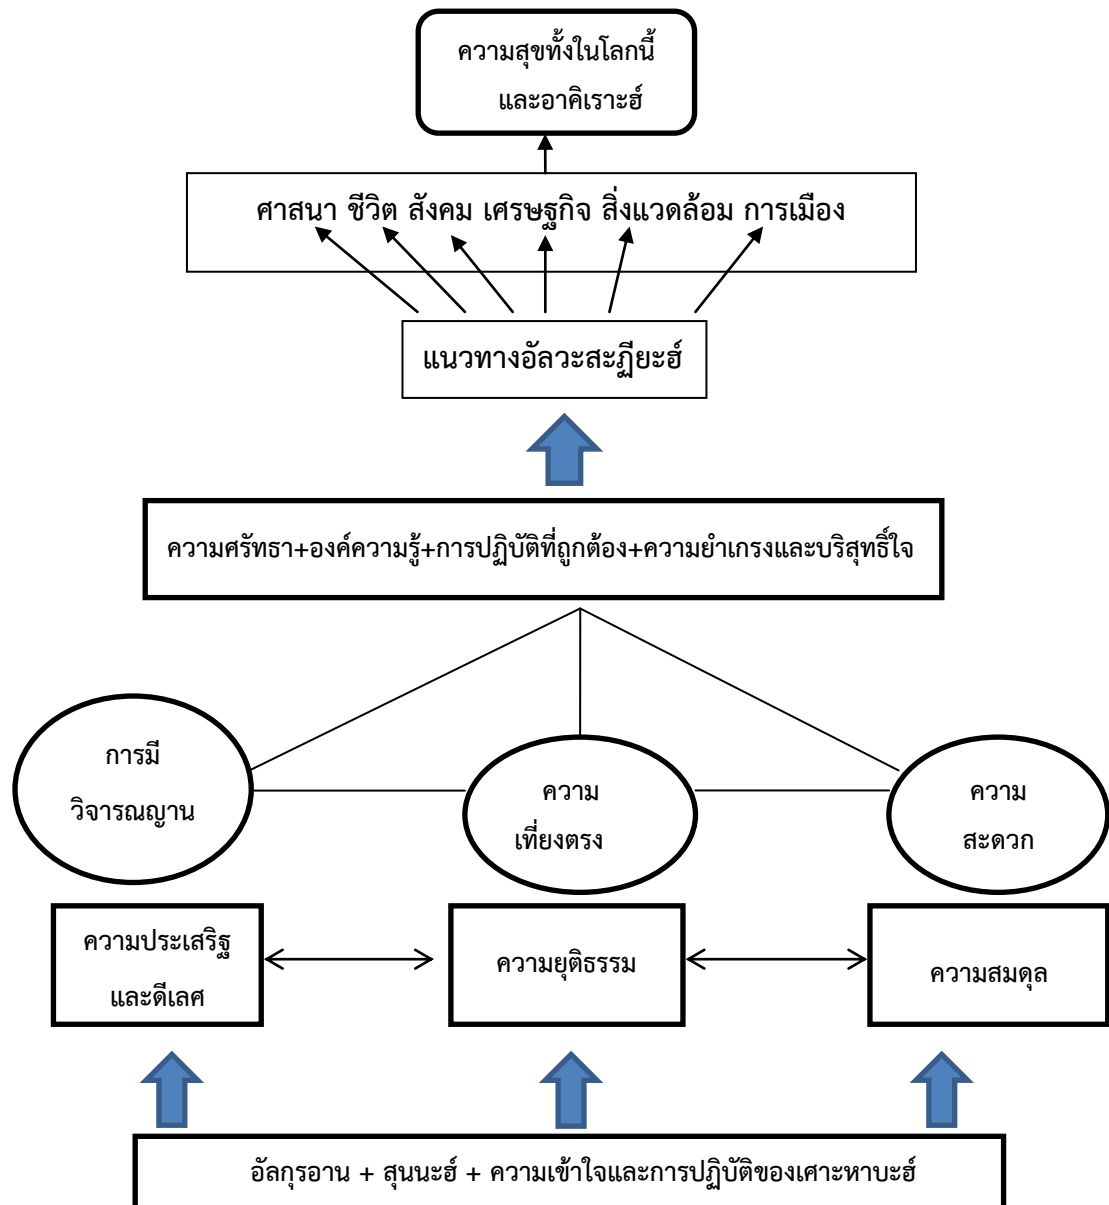 ความสุขทั้งในโลกนี้
และอาคิเราะฮ์
ศาสนา ชีวิต สังคม เศรษฐกิจ สิ่งแวดล้อม การเมือง
แนวทางอัลวะสะฏียะฮ์
ความศรัทธา+องค์ความรู้+การปฏิบัติที่ถูกต้อง+ความยำเกรงและบริสุทธิ์ใจ
การมี
วิจารณญาน
ความ
เที่ยงตรง
ความ
สะดวก
ความประเสริฐ
และดีเลศ
ความยุติธรรม
ความสมดุล
อัลกุรอาน + สุนนะฮ์ + ความเข้าใจและการปฏิบัติของเศาะหาบะฮ์